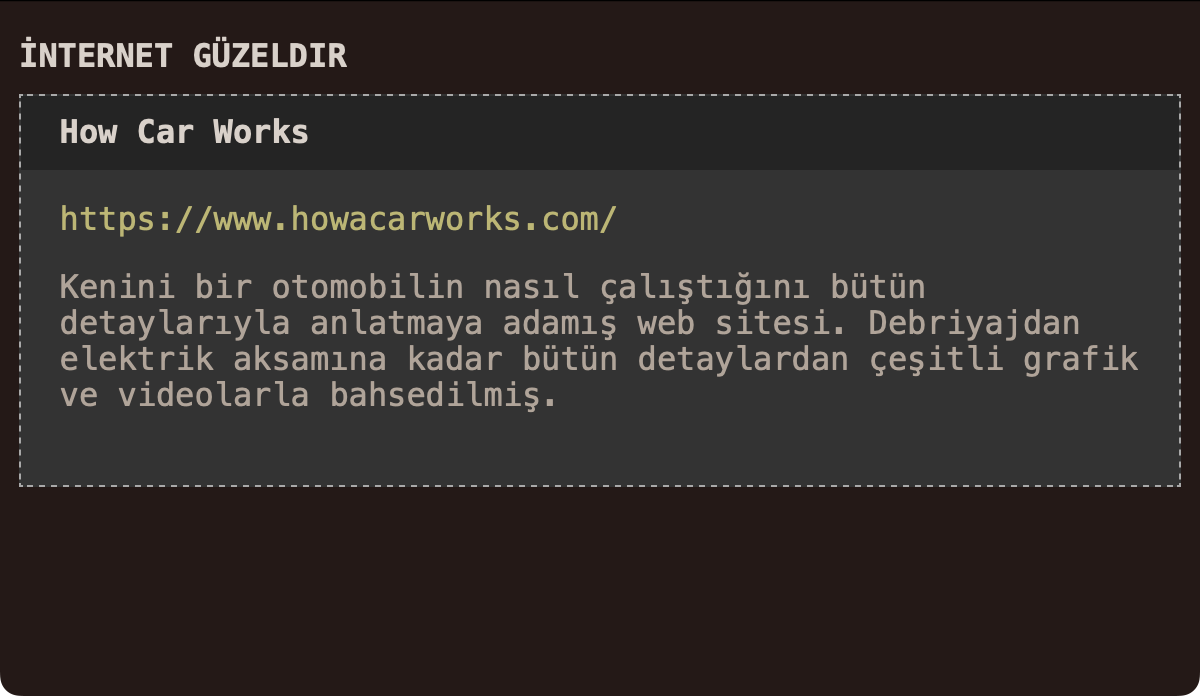 İNTERNET GÜZELDIR
How Car Works
https://www.howacarworks.com/
Kenini bir otomobilin nasıl çalıştığını bütün
detaylarıyla anlatmaya adamış web sitesi. Debriyajdan
elektrik aksamına kadar bütün detaylardan çeşitli grafik
ve videolarla bahsedilmiş.